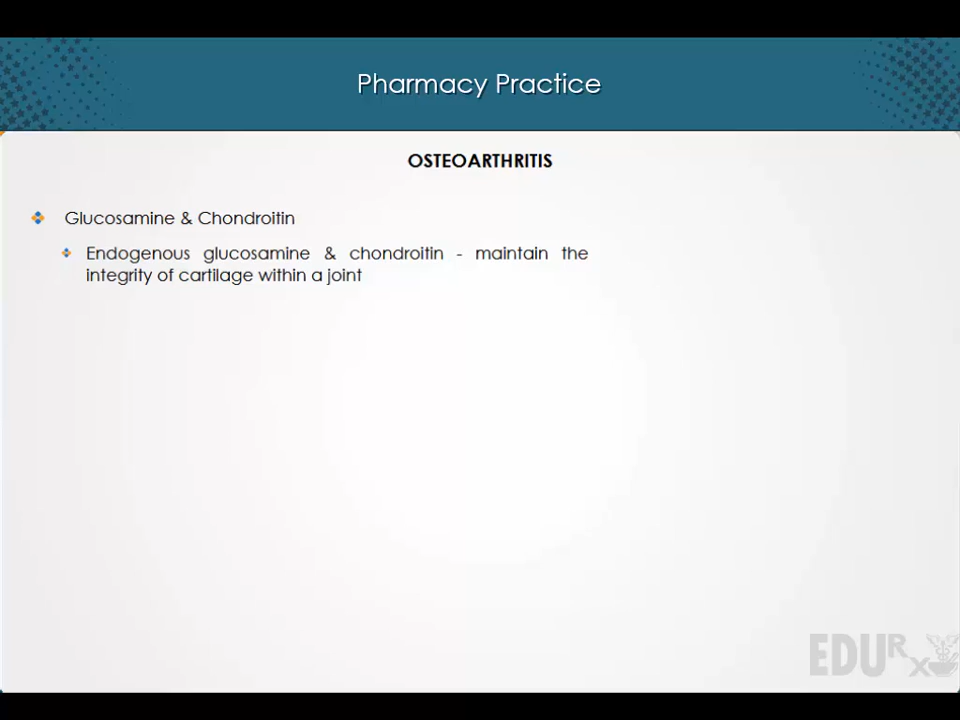 Pharmacy Practice
OSTEOARTHRITIS
Glucosamine & Chondroitin
Endogenous glucosamine & chondroitin - maintain the
integrity of cartilage within a joint
EDURx